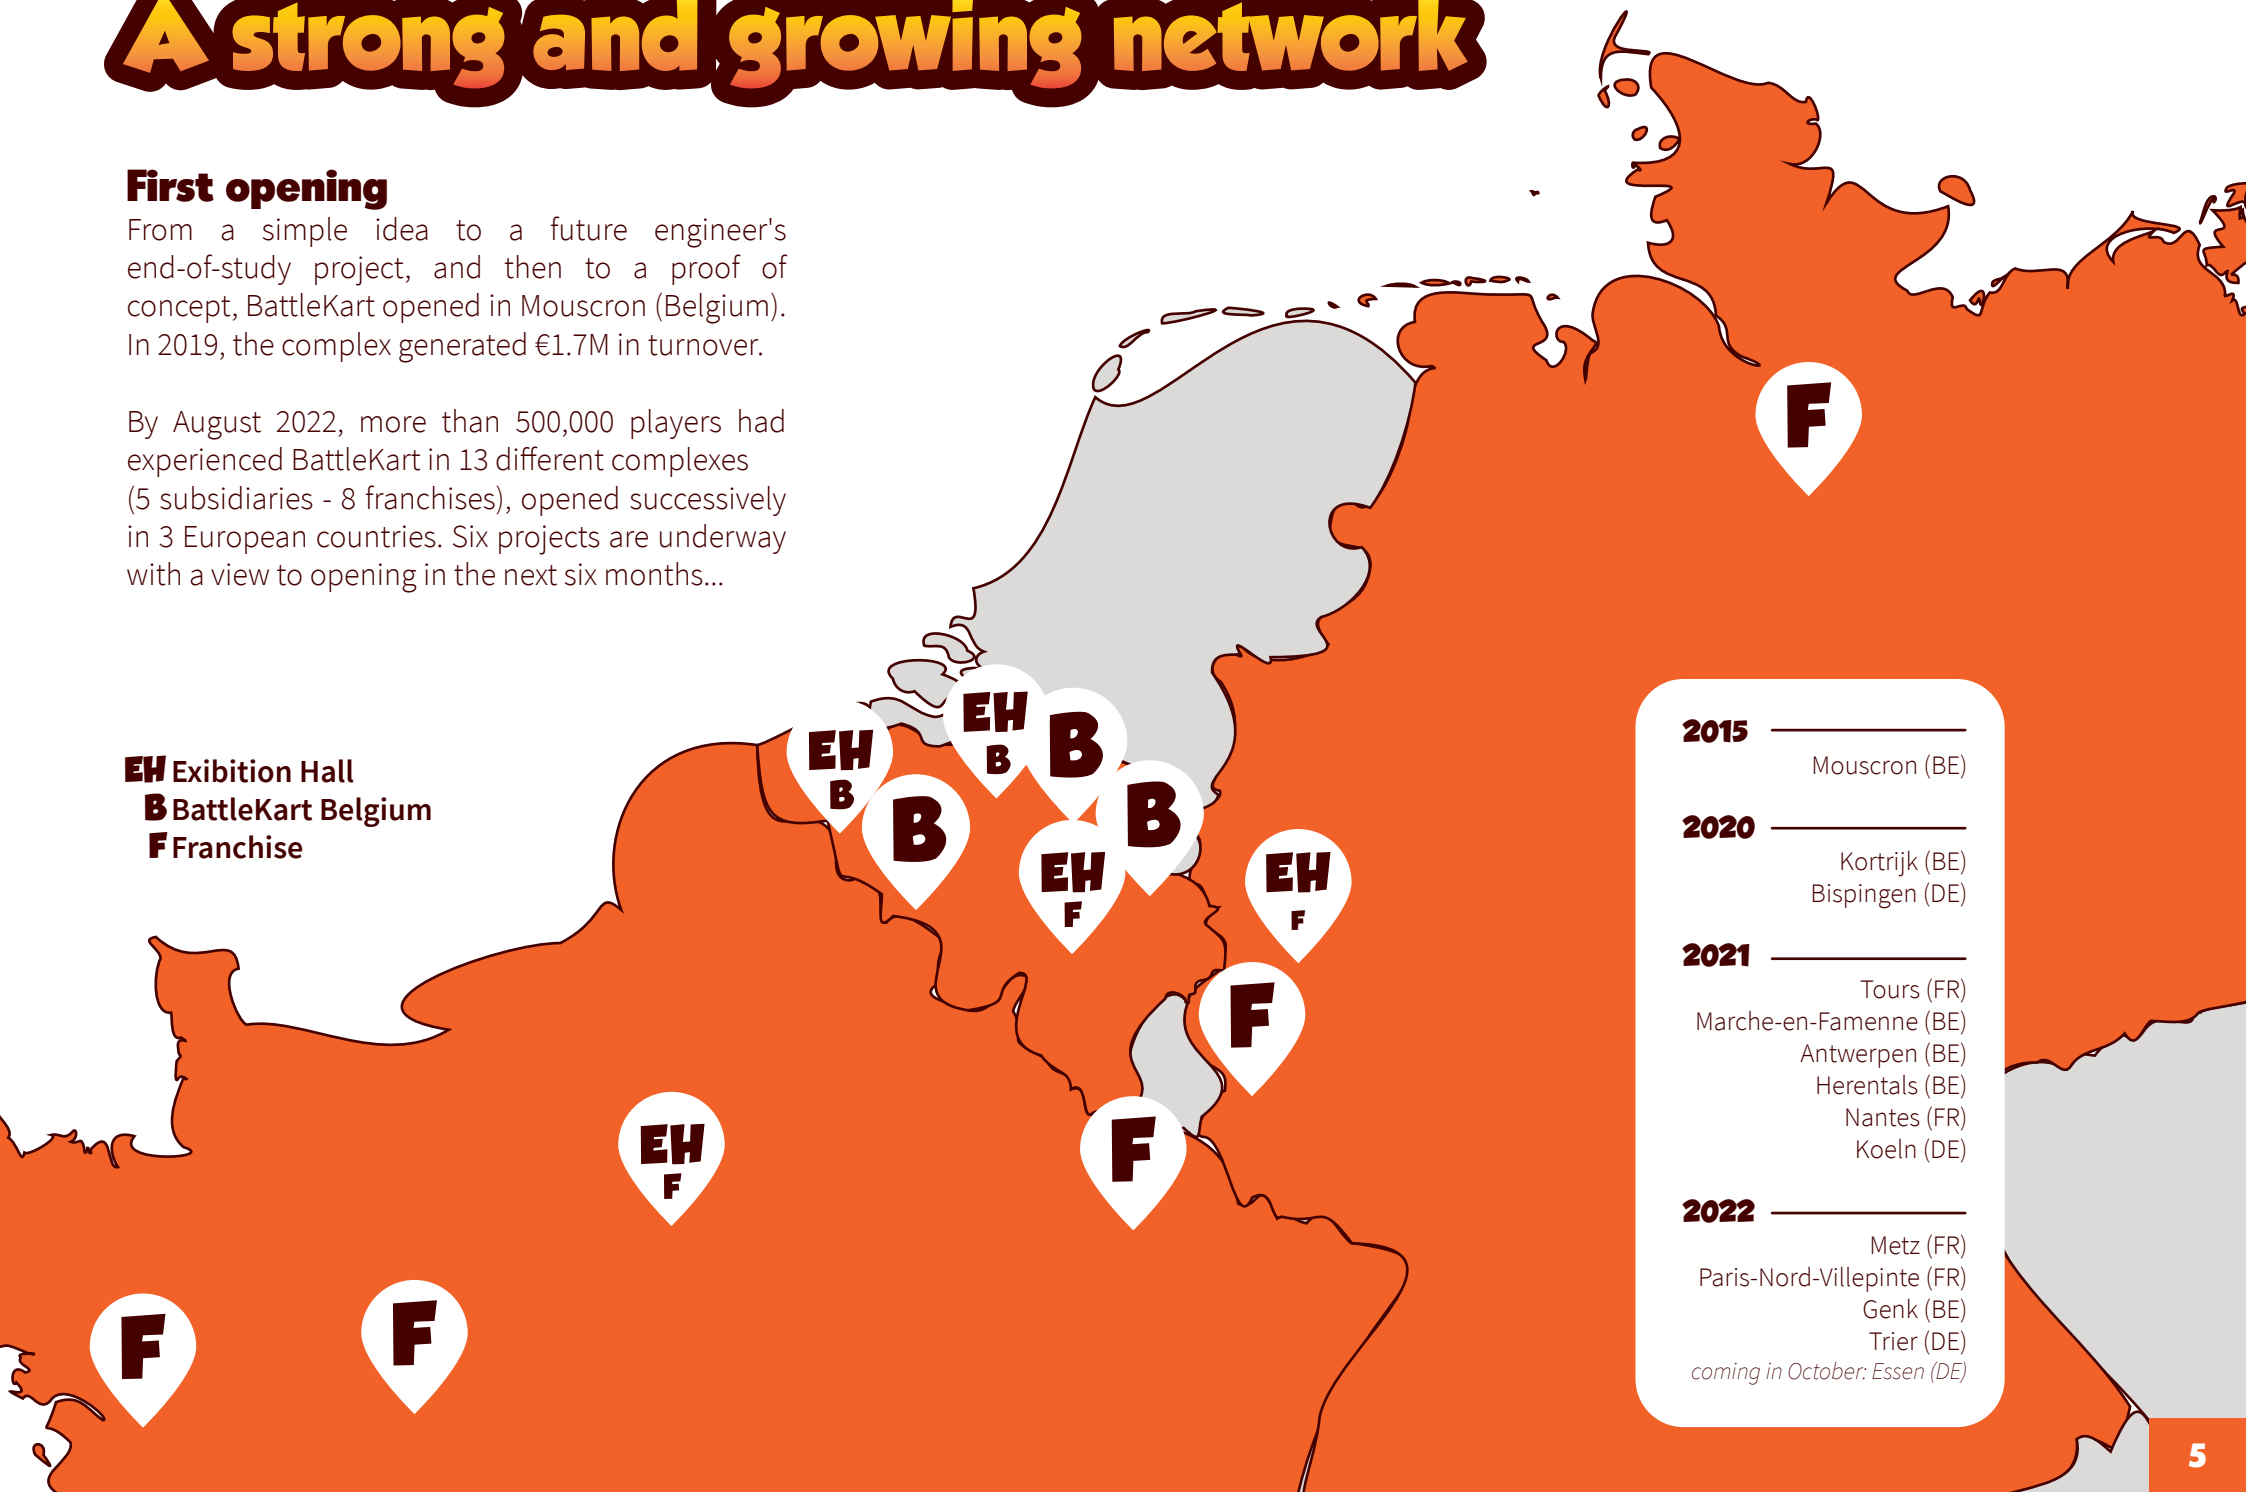 A strong and growing network
First opening
From a simple idea to a future engineer's
end-of-study project, and then to a proof of
concept, BattleKart opened in Mouscron (Belgium).
In 2019, the complex generated €1.7M in turnover.
By August 2022, more than 500,000 players had
experienced BattleKart in 13 different complexes
(5 subsidiaries - 8 franchises), opened successively
in 3 European countries. Six projects are underway
with a view to opening in the next six months...
EH Exibition Hall
B BattleKart Belgium
F Franchise
F
EH
B
EH
B
B
B
B
EH
F
EH
F
F
EH
F
F
F
F
2015
Mouscron (BE)
2020
Kortrijk (BE)
Bispingen (DE)
2021
Tours (FR)
Marche-en-Famenne (BE)
Antwerpen (BE)
Herentals (BE)
Nantes (FR)
Koeln (DE)
2022
Metz (FR)
Paris-Nord-Villepinte (FR)
Genk (BE)
Trier (DE)
coming in October: Essen (DE)
5